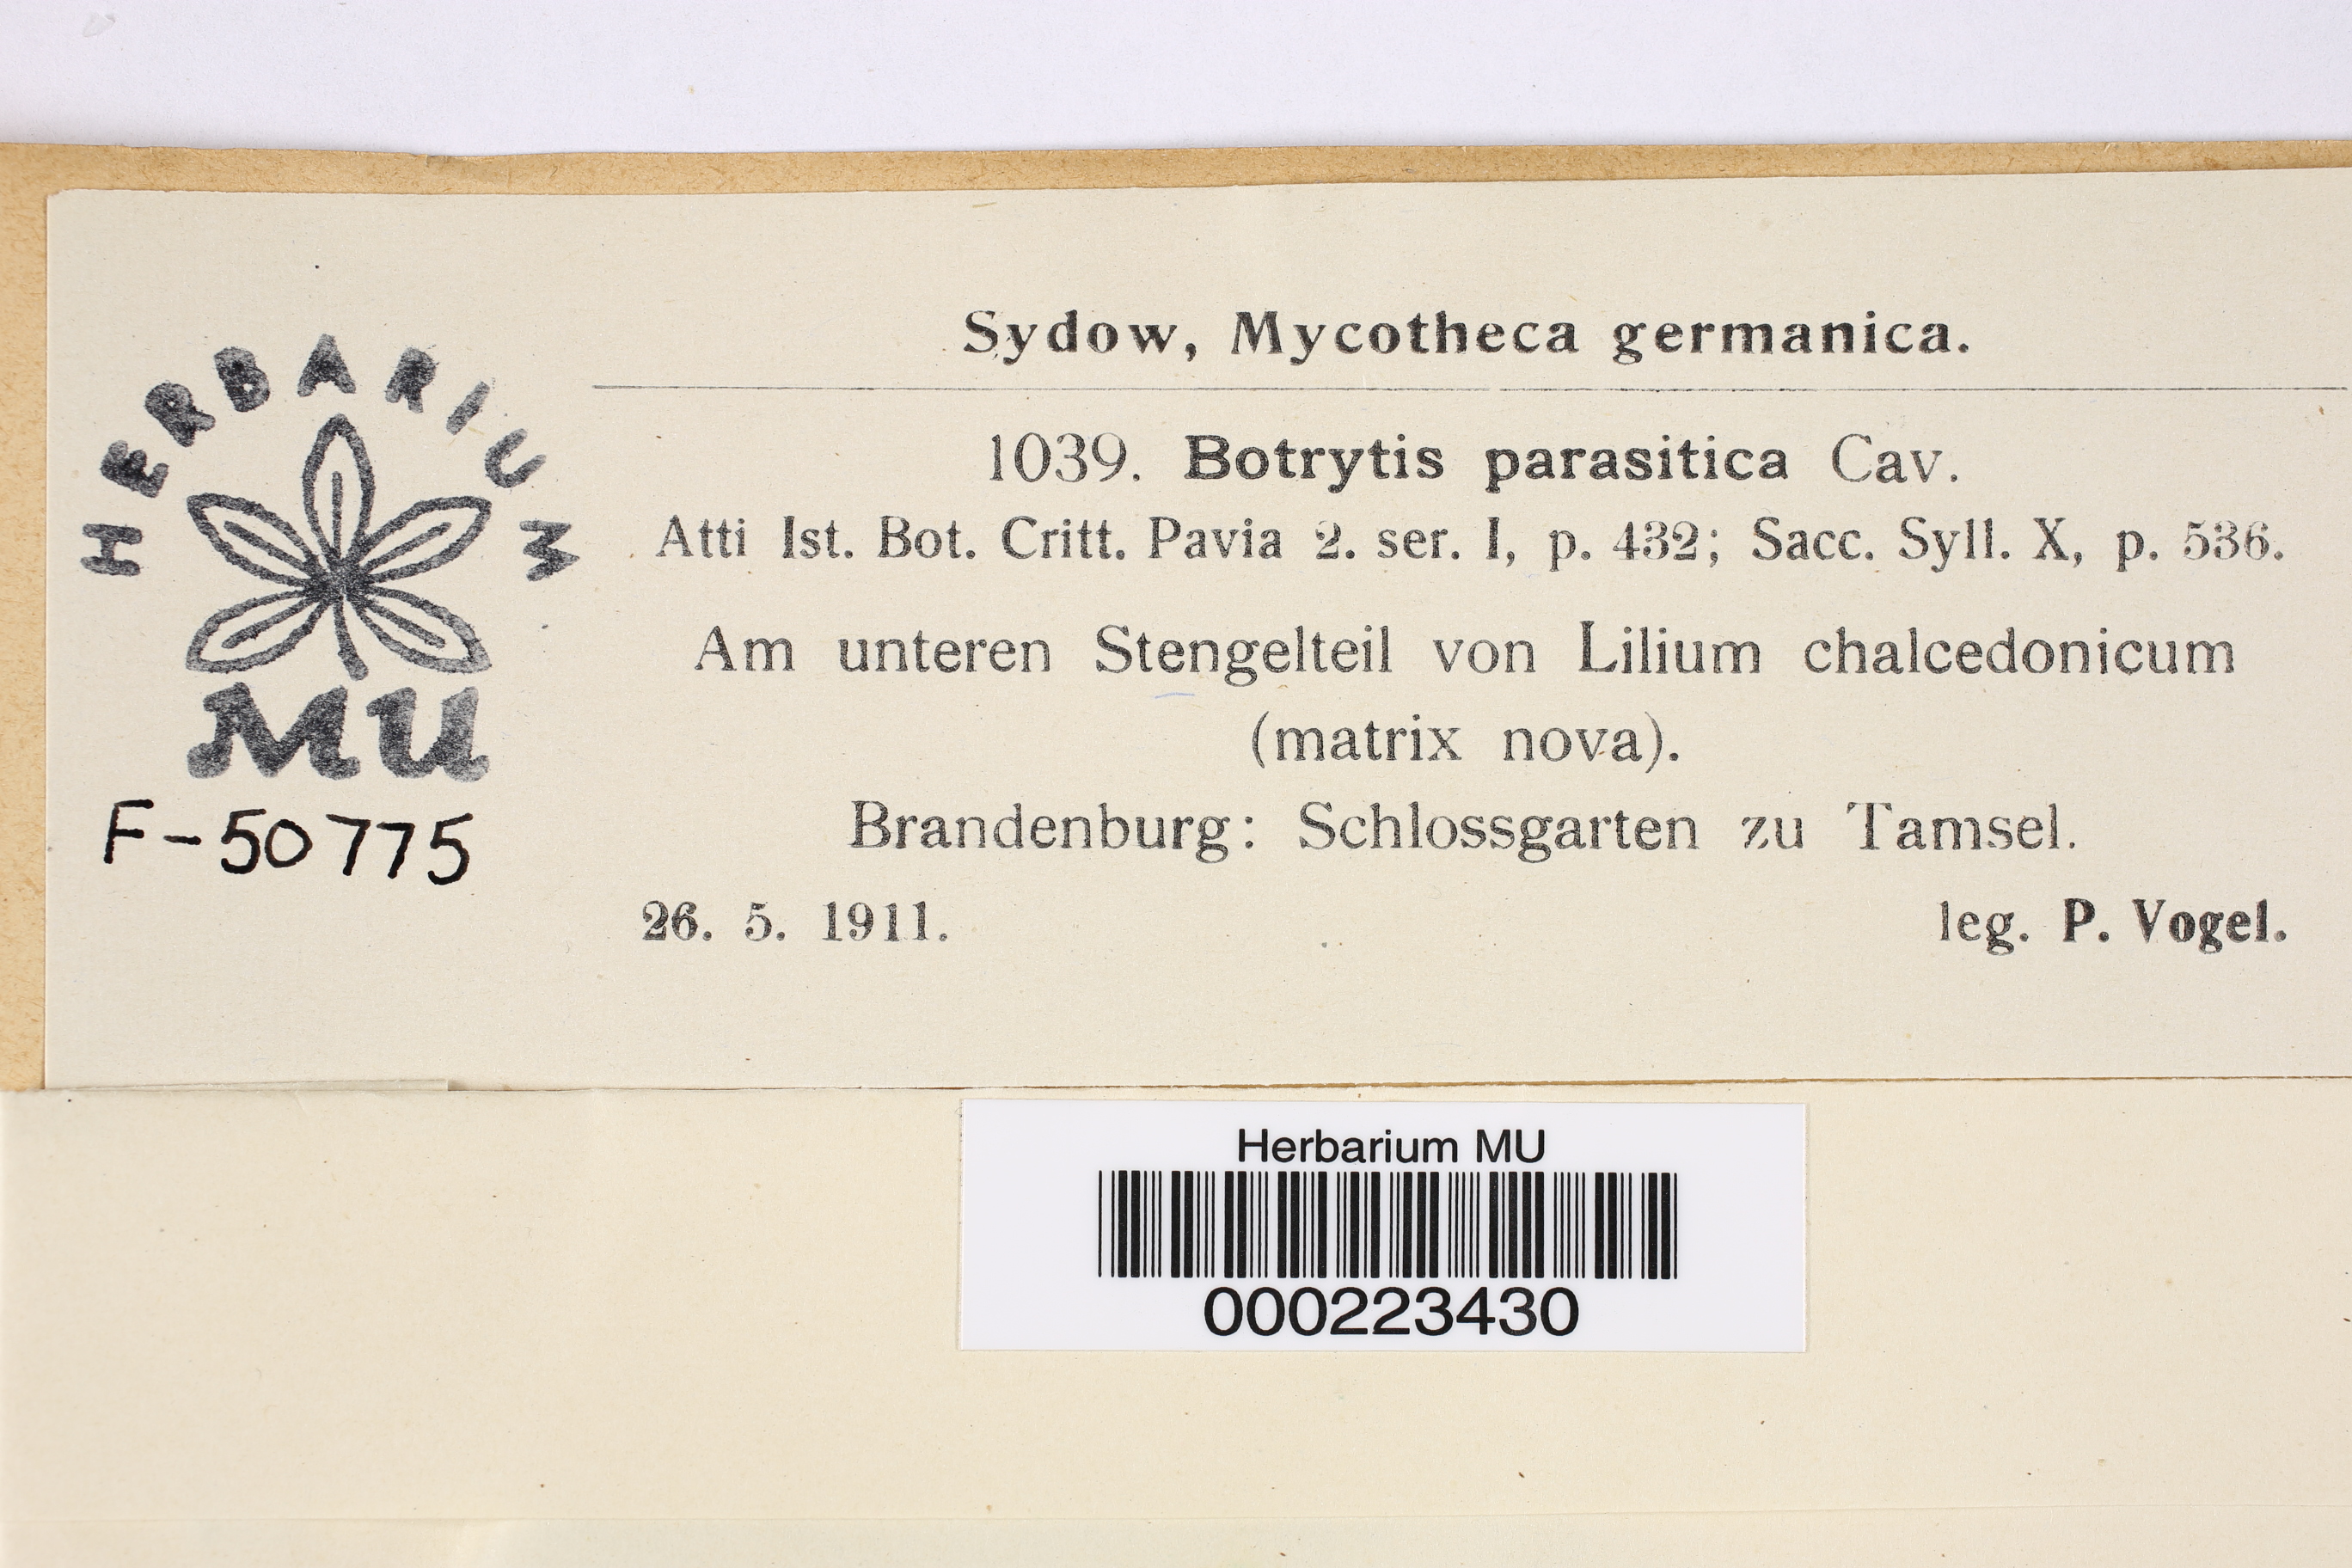 HERBARIUM
MU
F-50775
Sydow, Mycotheca germanica.
1039. Botrytis parasitica Cav.
Atti Ist. Bot. Critt. Pavia 2. ser. I, p. 432; Sacc. Syll. X, p. 536.
Am unteren Stengelteil von Lilium chalcedonicum
(matrix nova).
Brandenburg: Schlossgarten zu Tamsel.
26. 5. 1911. leg. P. Vogel.
Herbarium MU
000223430